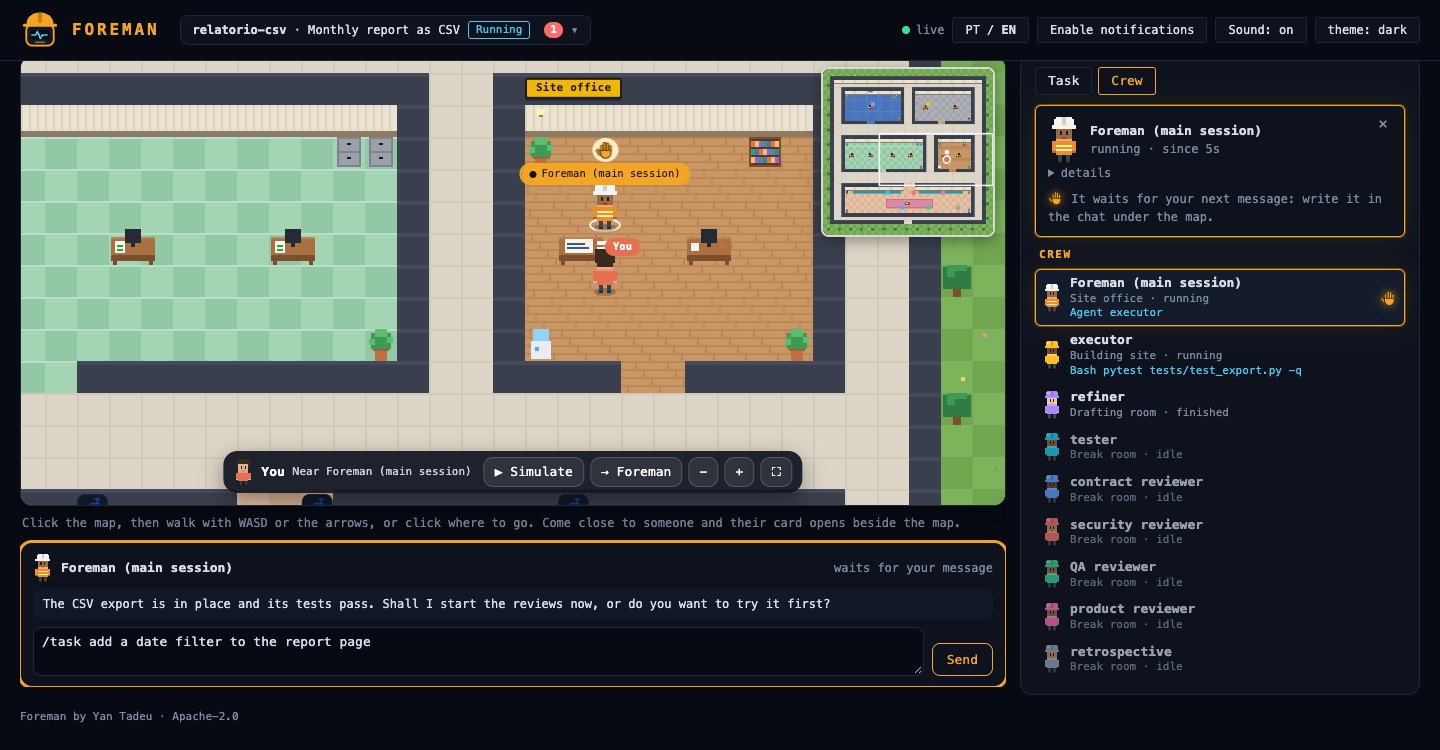 FOREMAN
relatorio-csv · Monthly report as CSV Running 1 ▾
live
PT / EN
Enable notifications
Sound: on
theme: dark
Site office
● Foreman (main session)
You
You Near Foreman (main session)
▶ Simulate
→ Foreman
−
+
Click the map, then walk with WASD or the arrows, or click where to go. Come close to someone and their card opens beside the map.
Foreman (main session)
waits for your message
The CSV export is in place and its tests pass. Shall I start the reviews now, or do you want to try it first?
/task add a date filter to the report page
Send
Task
Crew
Foreman (main session)
×
running · since 5s
▶ details
It waits for your next message: write it in
the chat under the map.
CREW
Foreman (main session)
Site office · running
Agent executor
executor
Building site · running
Bash pytest tests/test_export.py -q
refiner
Drafting room · finished
tester
Break room · idle
contract reviewer
Break room · idle
security reviewer
Break room · idle
QA reviewer
Break room · idle
product reviewer
Break room · idle
retrospective
Break room · idle
Foreman by Yan Tadeu · Apache-2.0